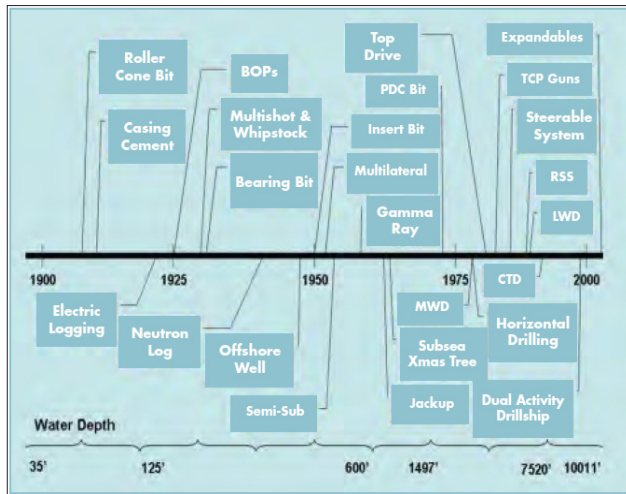 Roller
Cone Bit
Casing
Cement
BOPs
Multishot &
Whipstock
Bearing Bit
Top
Drive
PDC Bit
Insert Bit
Multilateral
Gamma
Ray
Expandables
TCP Guns
Steerable
System
RSS
LWD
1900
1925
1950
1975
2000
Electric
Logging
Neutron
Log
Offshore
Well
Semi-Sub
MWD
Subsea
Xmas Tree
Jackup
CTD
Horizontal
Drilling
Dual Activity
Drillship
Water Depth
35'
125'
600'
1497'
7520'
10011'